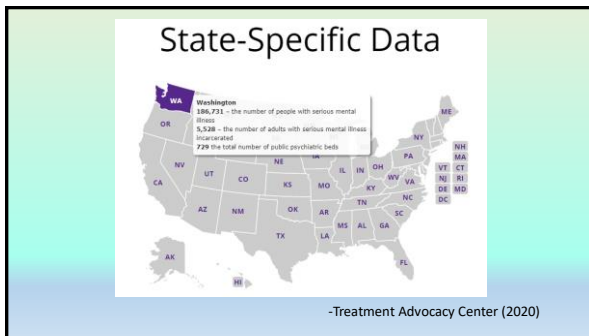 State-Specific Data
WA
Washington
186,731 – the number of people with serious mental
illness
5,528 – the number of adults with serious mental illness
incarcerated
729 the total number of public psychiatric beds
OR
ME
NY
NH
MA
VT CT
NJ RI
DE MD
DC
PA
NV
UT
CO
NE
IA
IL
IN
OH
WV
VA
CA
KS
MO
KY
NC
TN
AZ
NM
OK
AR
SC
MS
AL
GA
TX
LA
FL
AK
HI
-Treatment Advocacy Center (2020)